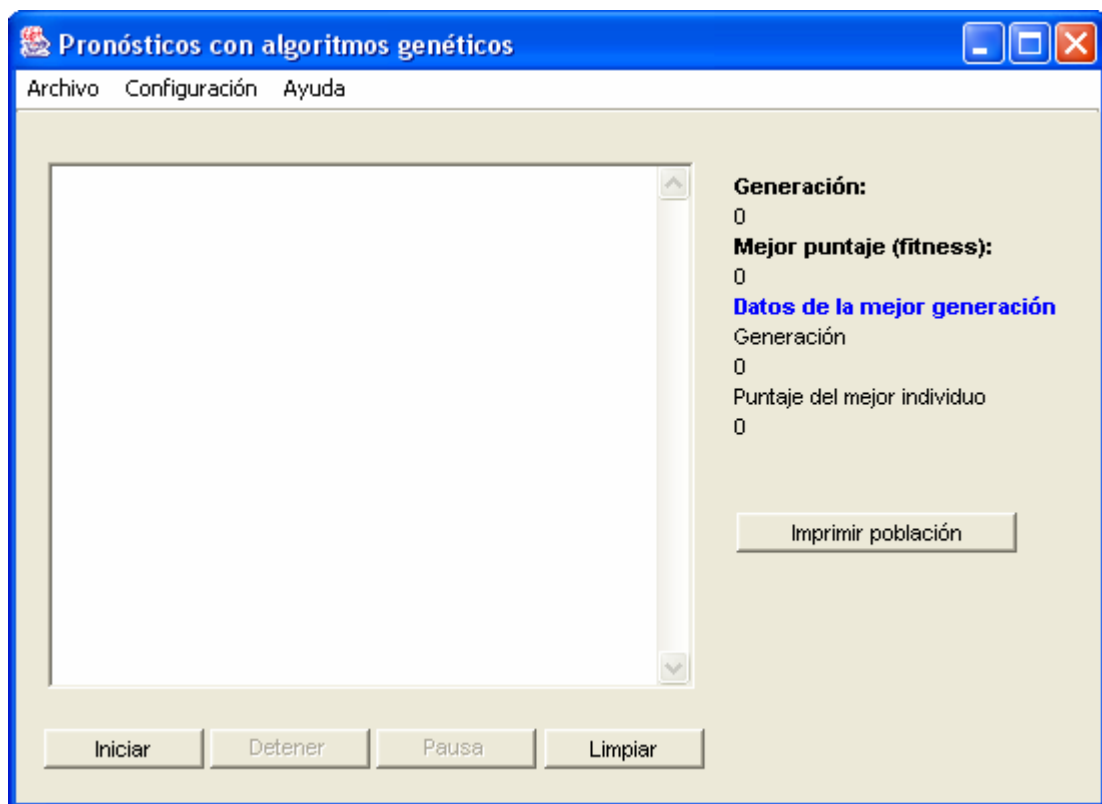 Pronósticos con algoritmos genéticos
Archivo Configuración Ayuda
Generación:
0
Mejor puntaje (fitness):
0
Datos de la mejor generación
Generación
0
Puntaje del mejor individuo
0
Imprimir población
Iniciar Detener Pausa Limpiar